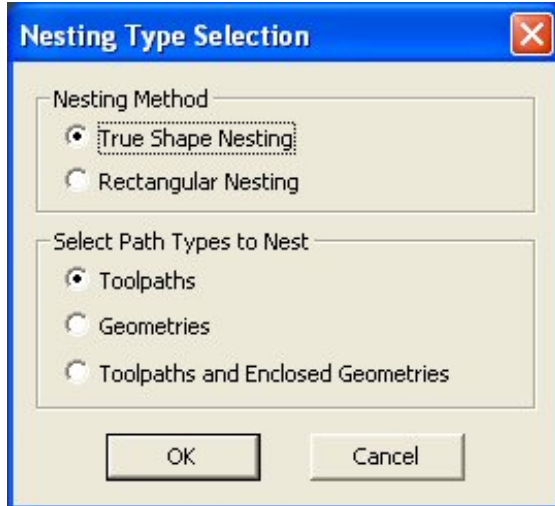 Nesting Type Selection
Nesting Method
True Shape Nesting
Rectangular Nesting
Select Path Types to Nest
Toolpaths
Geometries
Toolpaths and Enclosed Geometries
OK
Cancel